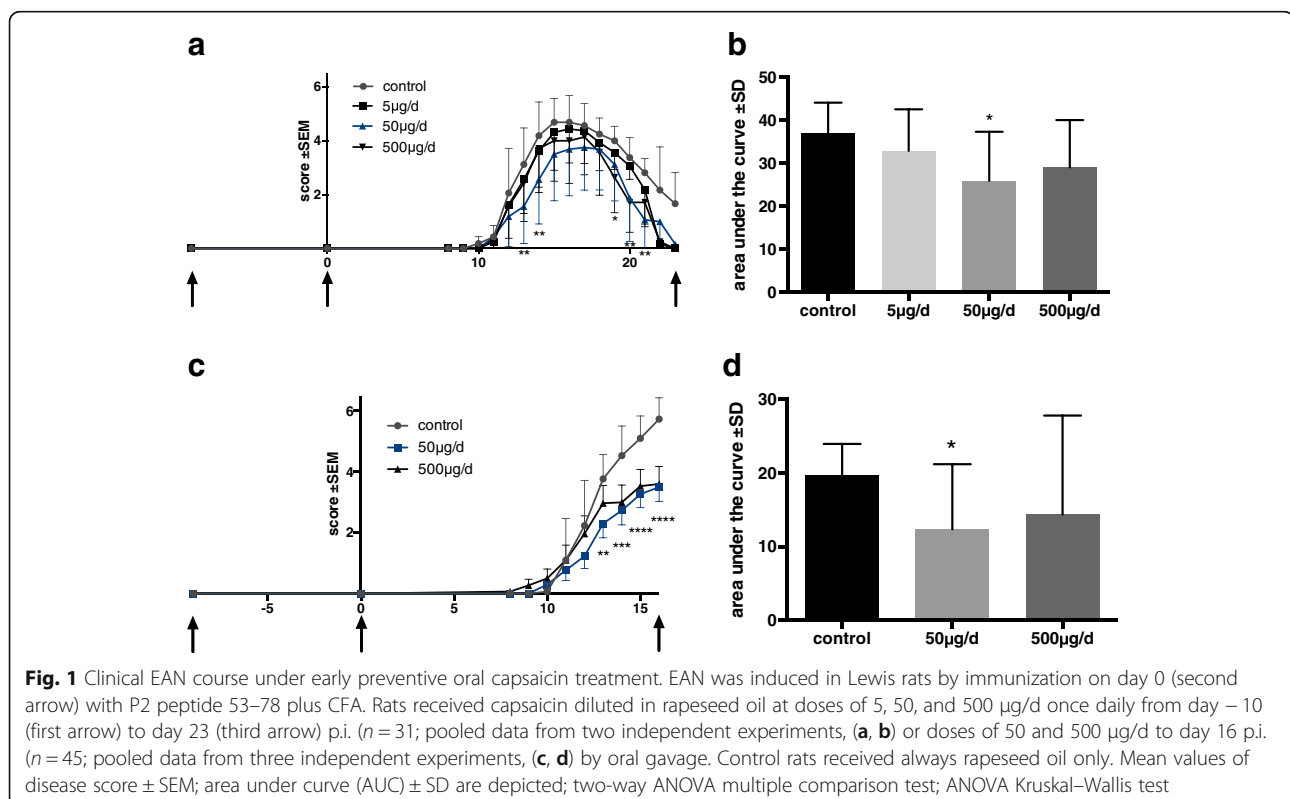 a
score ±SEM
6
4
2
0
10
20
control
5µg/d
50µg/d
500µg/d
**
**
*
**
**
b
area under the curve ±SD
50
40
30
20
10
0
*
control
5µg/d
50µg/d
500µg/d
c
score ±SEM
6
4
2
-5
0
5
10
15
control
50µg/d
500µg/d
**
***
****
****
d
area under the curve ±SD
30
20
10
0
*
control
50µg/d
500µg/d
Fig. 1 Clinical EAN course under early preventive oral capsaicin treatment. EAN was induced in Lewis rats by immunization on day 0 (second
arrow) with P2 peptide 53–78 plus CFA. Rats received capsaicin diluted in rapeseed oil at doses of 5, 50, and 500 µg/d once daily from day − 10
(first arrow) to day 23 (third arrow) p.i. (n = 31; pooled data from two independent experiments, (a, b) or doses of 50 and 500 µg/d to day 16 p.i.
(n = 45; pooled data from three independent experiments, (c, d) by oral gavage. Control rats received always rapeseed oil only. Mean values of
disease score ± SEM; area under curve (AUC) ± SD are depicted; two-way ANOVA multiple comparison test; ANOVA Kruskal–Wallis test